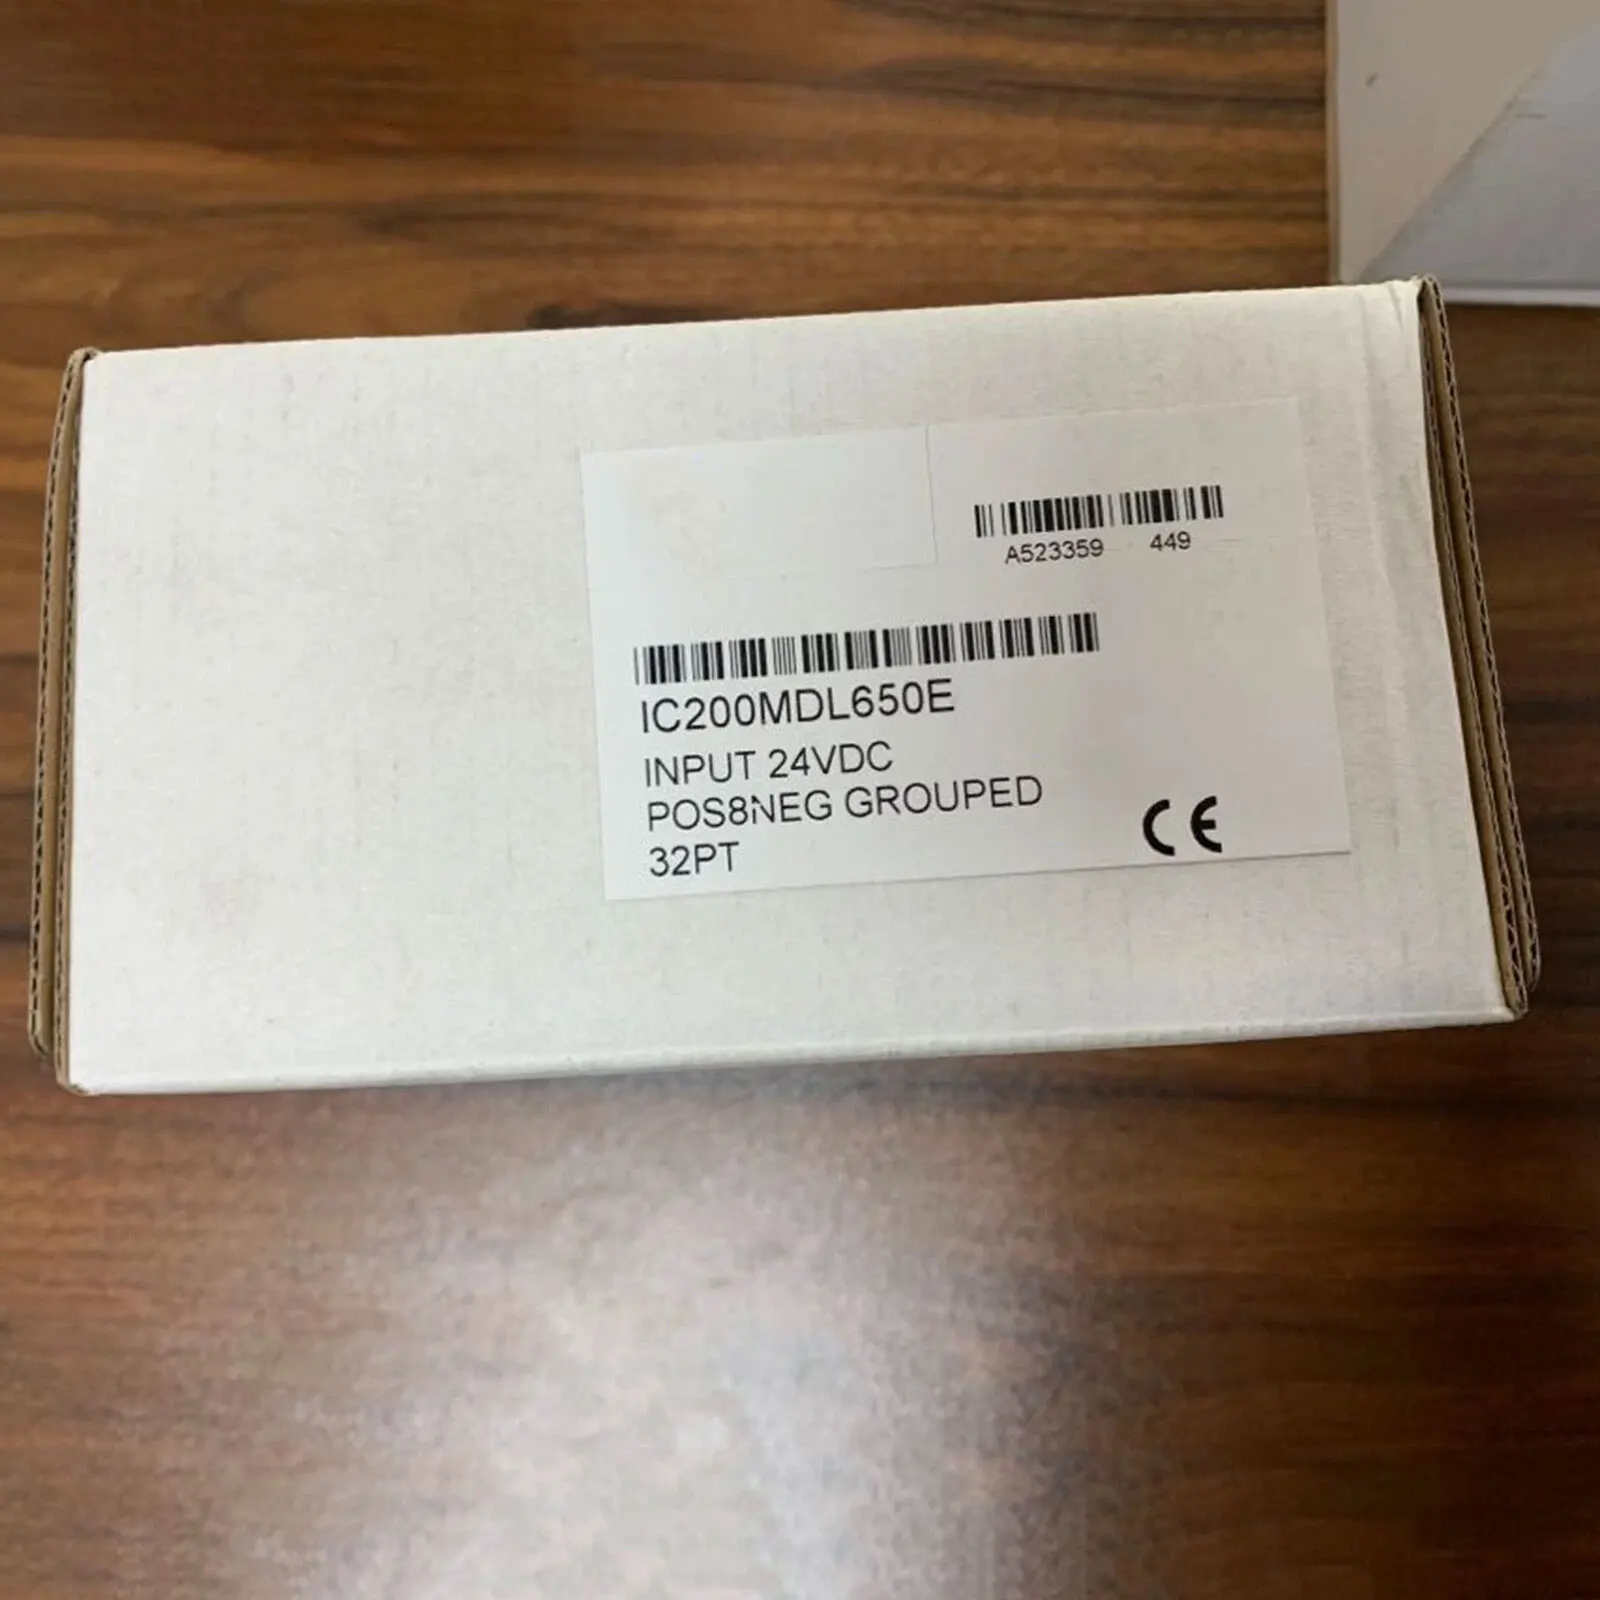 A523359 449
IC200MDL650E
INPUT 24VDC
POS8NEG GROUPED
32PT
CE